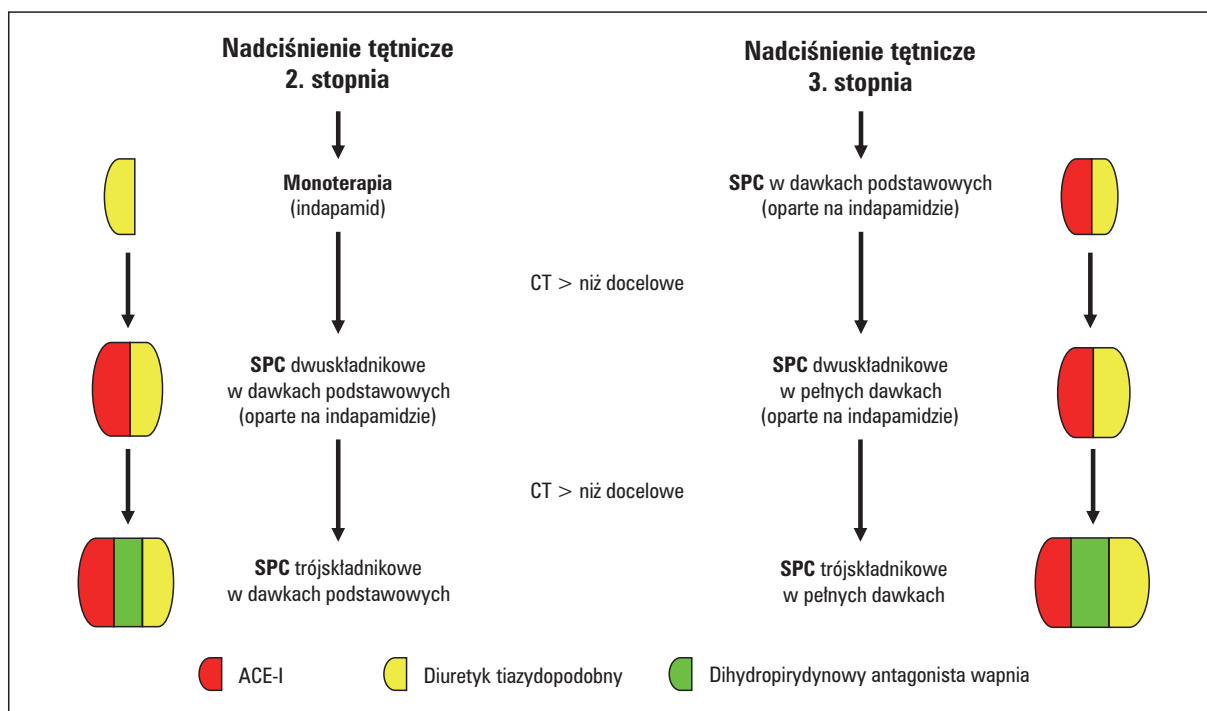 Nadciśnienie tętnicze
2. stopnia
Nadciśnienie tętnicze
3. stopnia
Monoterapia
(indapamid)
SPC w dawkach podstawowych
(oparte na indapamidzie)
CT > niż docelowe
SPC dwuskładnikowe
w dawkach podstawowych
(oparte na indapamidzie)
SPC dwuskładnikowe
w pełnych dawkach
(oparte na indapamidzie)
CT > niż docelowe
SPC trójskładnikowe
w dawkach podstawowych
SPC trójskładnikowe
w pełnych dawkach
ACE-I
Diuretyk tiazydopodobny
Dihydropirydynowy antagonista wapnia